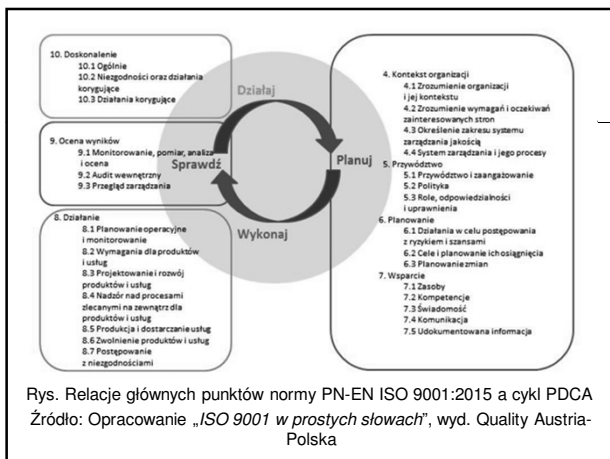 10. Doskonalenie
10.1 Ogólnie
10.2 Niezgodności oraz działania
korygujące
10.3 Działania korygujące
9. Ocena wyników
9.1 Monitorowanie, pomiar, analiza
i ocena
9.2 Audit wewnętrzny
9.3 Przegląd zarządzania
8. Działanie
8.1 Planowanie operacyjne
i monitorowanie
8.2 Wymagania dla produktów
i usług
8.3 Projektowanie i rozwój
produktów i usług
8.4 Nadzór nad procesami
zlecanymi na zewnątrz dla
produktów i usług
8.5 Produkcja i dostarczanie usług
8.6 Zwolnienie produktów i usług
8.7 Postępowanie
z niezgodnościami
Działaj
Sprawdź
Planuj
Wykonaj
4. Kontekst organizacji
4.1 Zrozumienie organizacji
i jej kontekstu
4.2 Zrozumienie wymagań i oczekiwań
zainteresowanych stron
4.3 Określenie zakresu systemu
zarządzania jakością
4.4 System zarządzania i jego procesy
5. Przywództwo
5.1 Przywództwo i zaangażowanie
5.2 Polityka
5.3 Role, odpowiedzialności
i uprawnienia
6. Planowanie
6.1 Działania w celu postępowania
z ryzykiem i szansami
6.2 Cele i planowanie ich osiągnięcia
6.3 Planowanie zmian
7. Wsparcie
7.1 Zasoby
7.2 Kompetencje
7.3 Świadomość
7.4 Komunikacja
7.5 Udokumentowana informacja
Rys. Relacje głównych punktów normy PN-EN ISO 9001:2015 a cykl PDCA
Źródło: Opracowanie „ISO 9001 w prostych słowach”, wyd. Quality Austria-
Polska